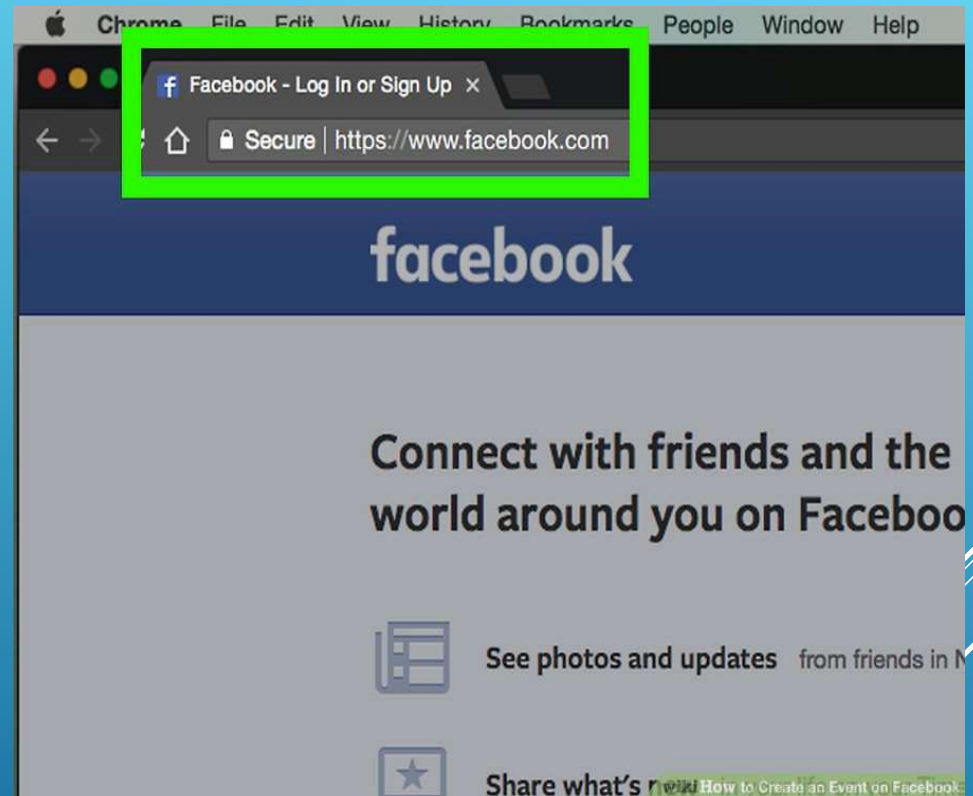 Chrome File Edit View History Bookmarks People Window Help
Facebook - Log In or Sign Up ×
Secure | https://www.facebook.com
facebook
Connect with friends and the
world around you on Faceboo
See photos and updates from friends in N
Share what's
wiki How to Create an Event on Facebook